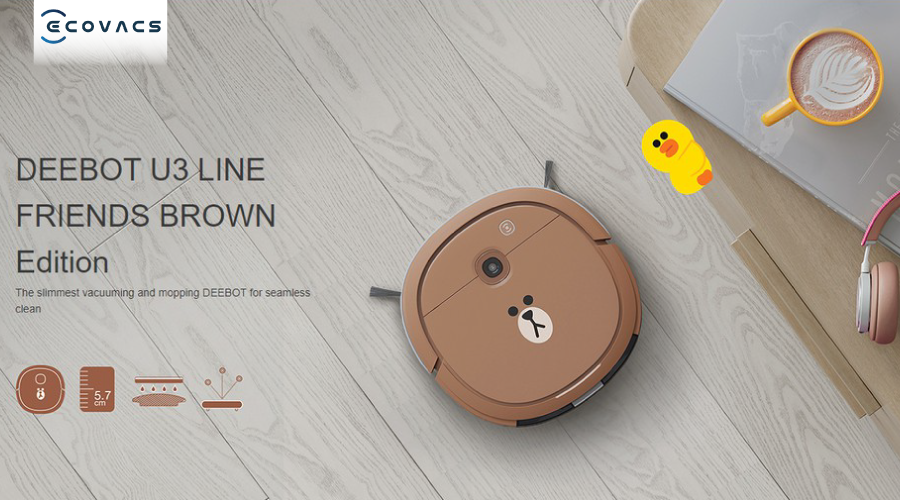 ECOVACS
DEEBOT U3 LINE
FRIENDS BROWN
Edition
The slimmest vacuuming and mopping DEEBOT for seamless
clean
5.7
cm